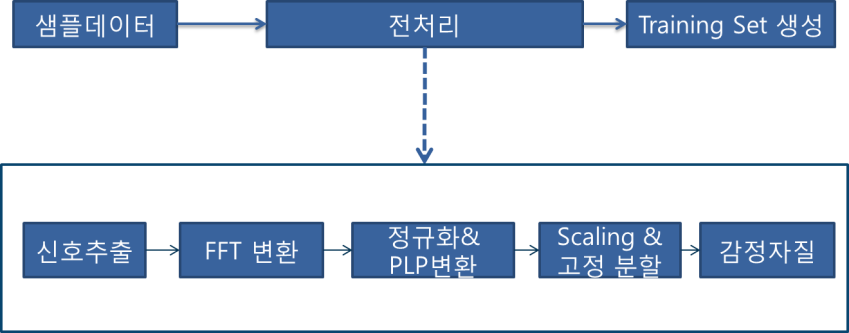 샘플데이터
전처리
Training Set 생성
신호추출
FFT 변환
정규화&
PLP변환
Scaling &
고정 분할
감정자질